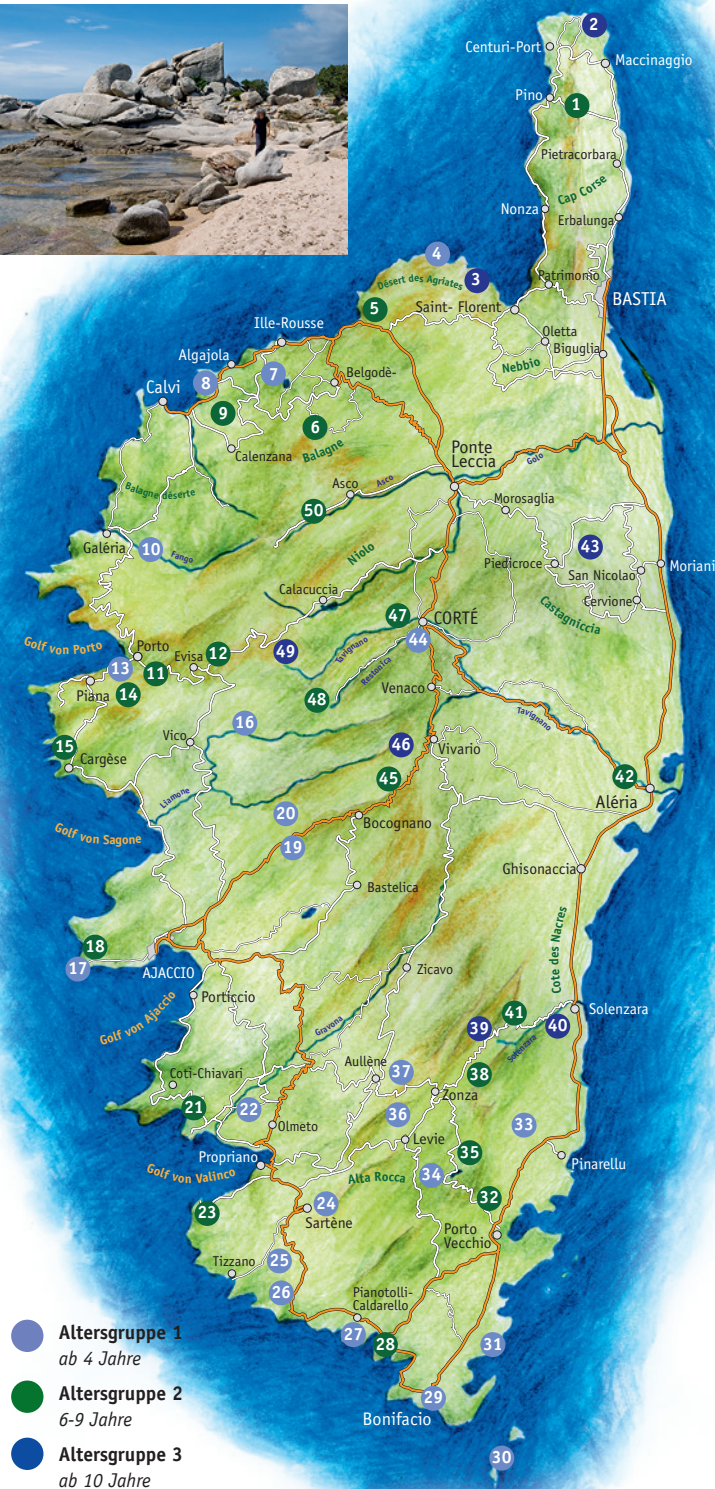 2
Centuri-Port
Maccinaggio
Pino
1
Pietracorbara
Cap Corse
Nonza
Erbalunga
4
Désert des Agriates
3
Patrimonio
5
Saint- Florent
BASTIA
Ille-Rousse
Oletta
Algajola
Biguglia
Nebbio
7
8
Belgodè-
Calvi
9
6
Balagne
Calenzana
Ponte
Leccia
Golo
Asco
Asco
Balagne déserte
50
Morosaglia
Galéria
10
Fango
Niolo
43
Piedicroce
San Nicolao
Moriani
Calacuccia
Cervione
Castagniccia
47
CORTÉ
Golf von Porto
Porto
Evisa
12
49
Tavignano
44
13
11
Restonica
Piana
14
48
Venaco
16
Tavignano
15
Vico
46
Vivario
Cargèse
45
42
Liamone
Aléria
20
Bocognano
Golf von Sagone
19
Ghisonaccia
Bastelica
Cote des Nacres
18
17
AJACCIO
Zicavo
Porticcio
Golf von Ajaccio
Gravona
41
Solenzara
39
40
Solenzara
Aullène
37
38
Coti-Chiavari
Zonza
21
22
36
33
Olmeto
Levie
35
Propriano
Pinarellu
Golf von Valinco
Alta Rocca
34
32
23
24
Sartène
Porto
Vecchio
25
Tizzano
26
Pianotolli-
Caldarello
27
28
31
29
Bonifacio
30
Altersgruppe 1
ab 4 Jahre
Altersgruppe 2
6-9 Jahre
Altersgruppe 3
ab 10 Jahre